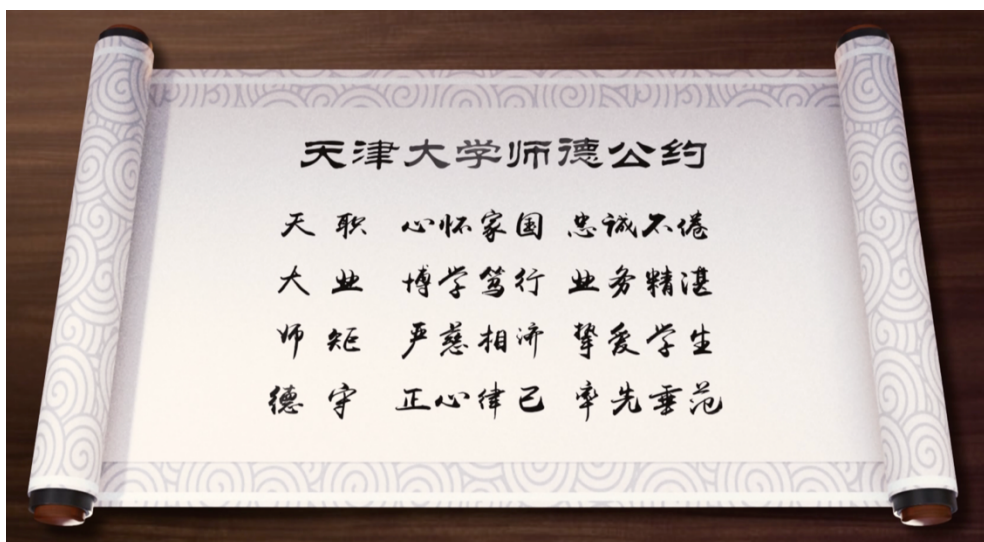 天津大学师德公约
天职 心怀家国 忠诚不倦
大业 博学笃行 业务精湛
师矩 严慈相济 挚爱学生
德守 正心律己 率先垂范